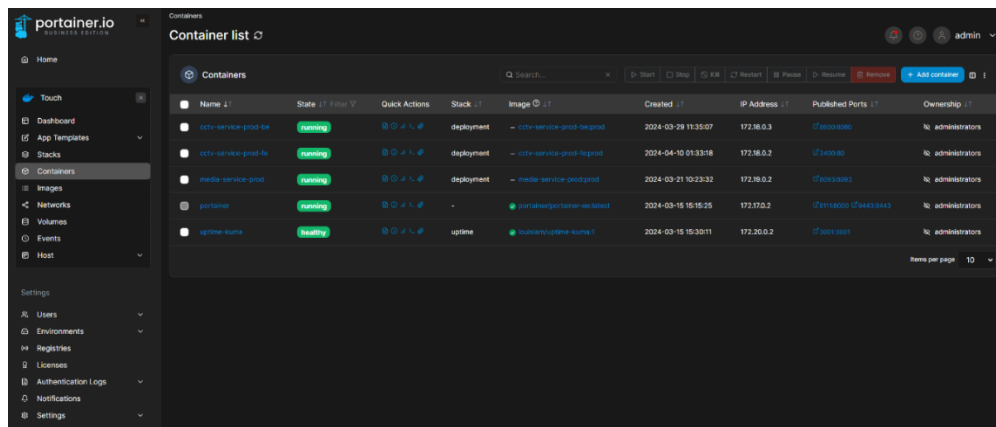 portainer.io
BUSINESS EDITION
Home
Touch
Dashboard
App Templates
Stacks
Containers
Images
Networks
Volumes
Events
Host
Settings
Users
Environments
Registries
Licenses
Authentication Logs
Notifications
Settings
Containers
Container list
admin
Containers
Search...
Start Stop Kill Restart Pause Resume Remove + Add container
Name State Filter Quick Actions Stack Image Created IP Address Published Ports Ownership
cctv-service-prod-be running deployment cctv-service-prod-be:prod 2024-03-29 11:35:07 172.18.0.3 administrators
cctv-service-prod-fe running deployment cctv-service-prod-fe:prod 2024-04-10 01:33:18 172.18.0.2 administrators
media-service-prod running deployment media-service-prod:prod 2024-03-21 10:23:32 172.19.0.2 administrators
portainer running - portainer/portainer-ee:latest 2024-03-15 15:15:25 172.17.0.2 9443:9443 administrators
uptime-kuma healthy uptime louislam/uptime-kuma:1 2024-03-15 15:30:11 172.20.0.2 3001:3001 administrators
Items per page 10